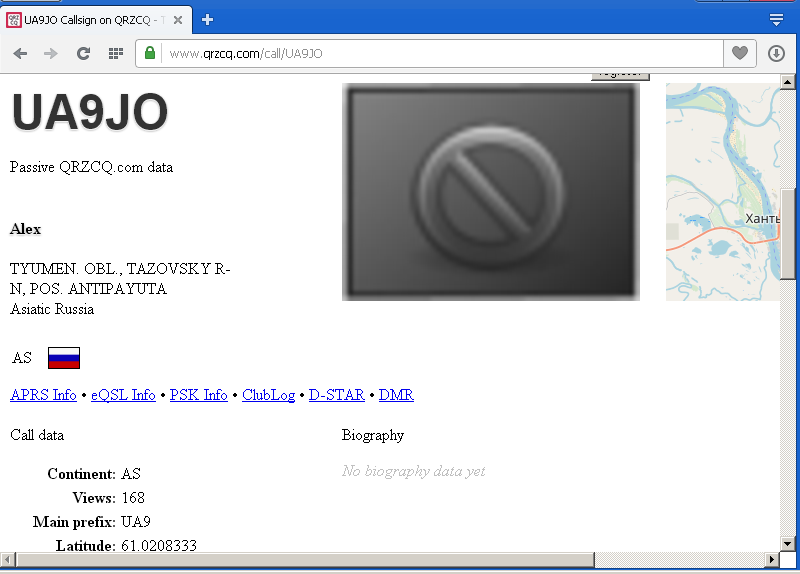 UA9JO Callsign on QRZCQ - T
www.qrzcq.com/call/UA9JO
register
UA9JO
Passive QRZCQ.com data
Alex
TYUMEN. OBL., TAZOVSKY R-
N, POS. ANTIPAYUTA
Asiatic Russia
Ханты
AS
APRS Info • eQSL Info • PSK Info • ClubLog • D-STAR • DMR
Call data
Biography
No biography data yet
Continent: AS
Views: 168
Main prefix: UA9
Latitude: 61.0208333